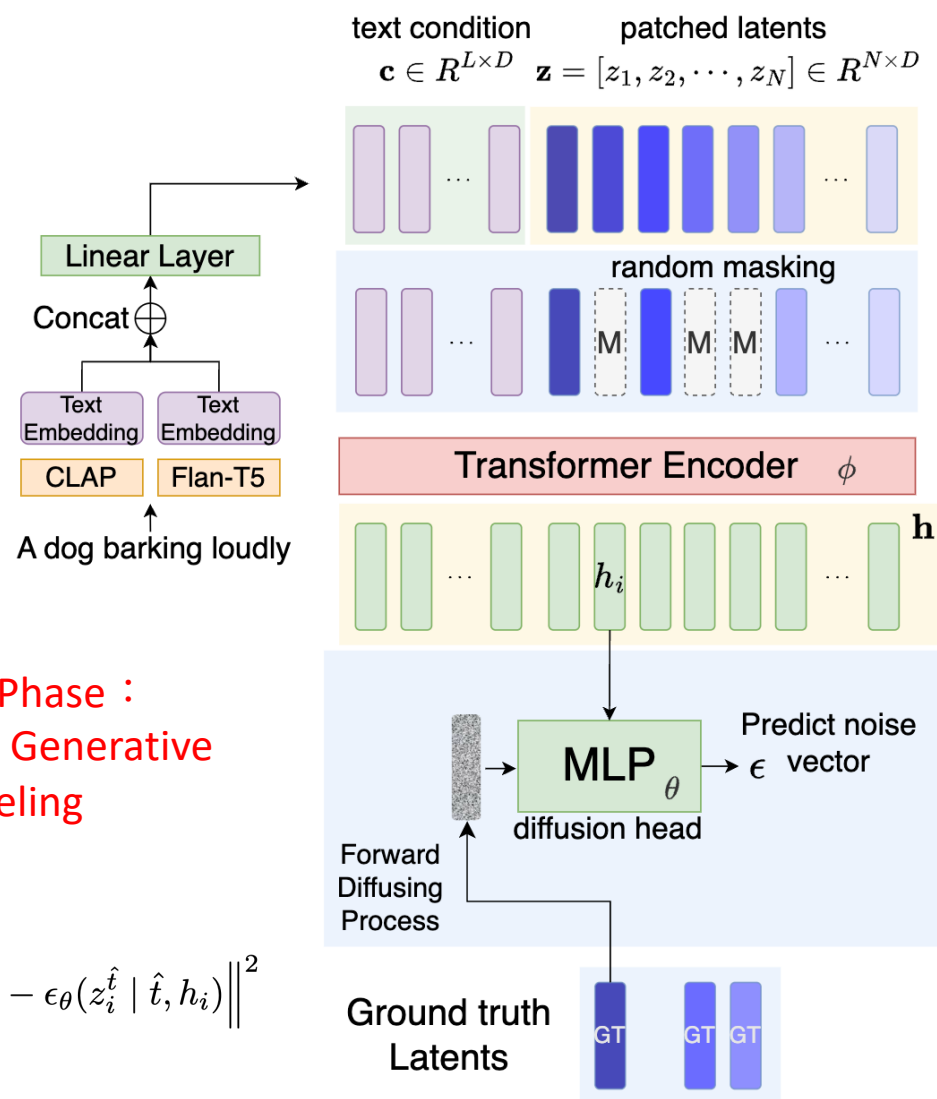 text condition
c ∈ R^{L×D}
patched latents
z = [z_1, z_2, ⋯, z_N] ∈ R^{N×D}
...
...
Linear Layer
random masking
Concat
...
M
M
M
...
Text
Embedding
Text
Embedding
CLAP
Flan-T5
A dog barking loudly
Transformer Encoder ϕ
h
...
h_i
...
Phase：
Generative
eling
MLP θ
diffusion head
ϵ
Predict noise
vector
Forward
Diffusing
Process
− ϵ_θ(z_i^{t̂} | t̂, h_i)‖^2
Ground truth
Latents
GT
GT
GT